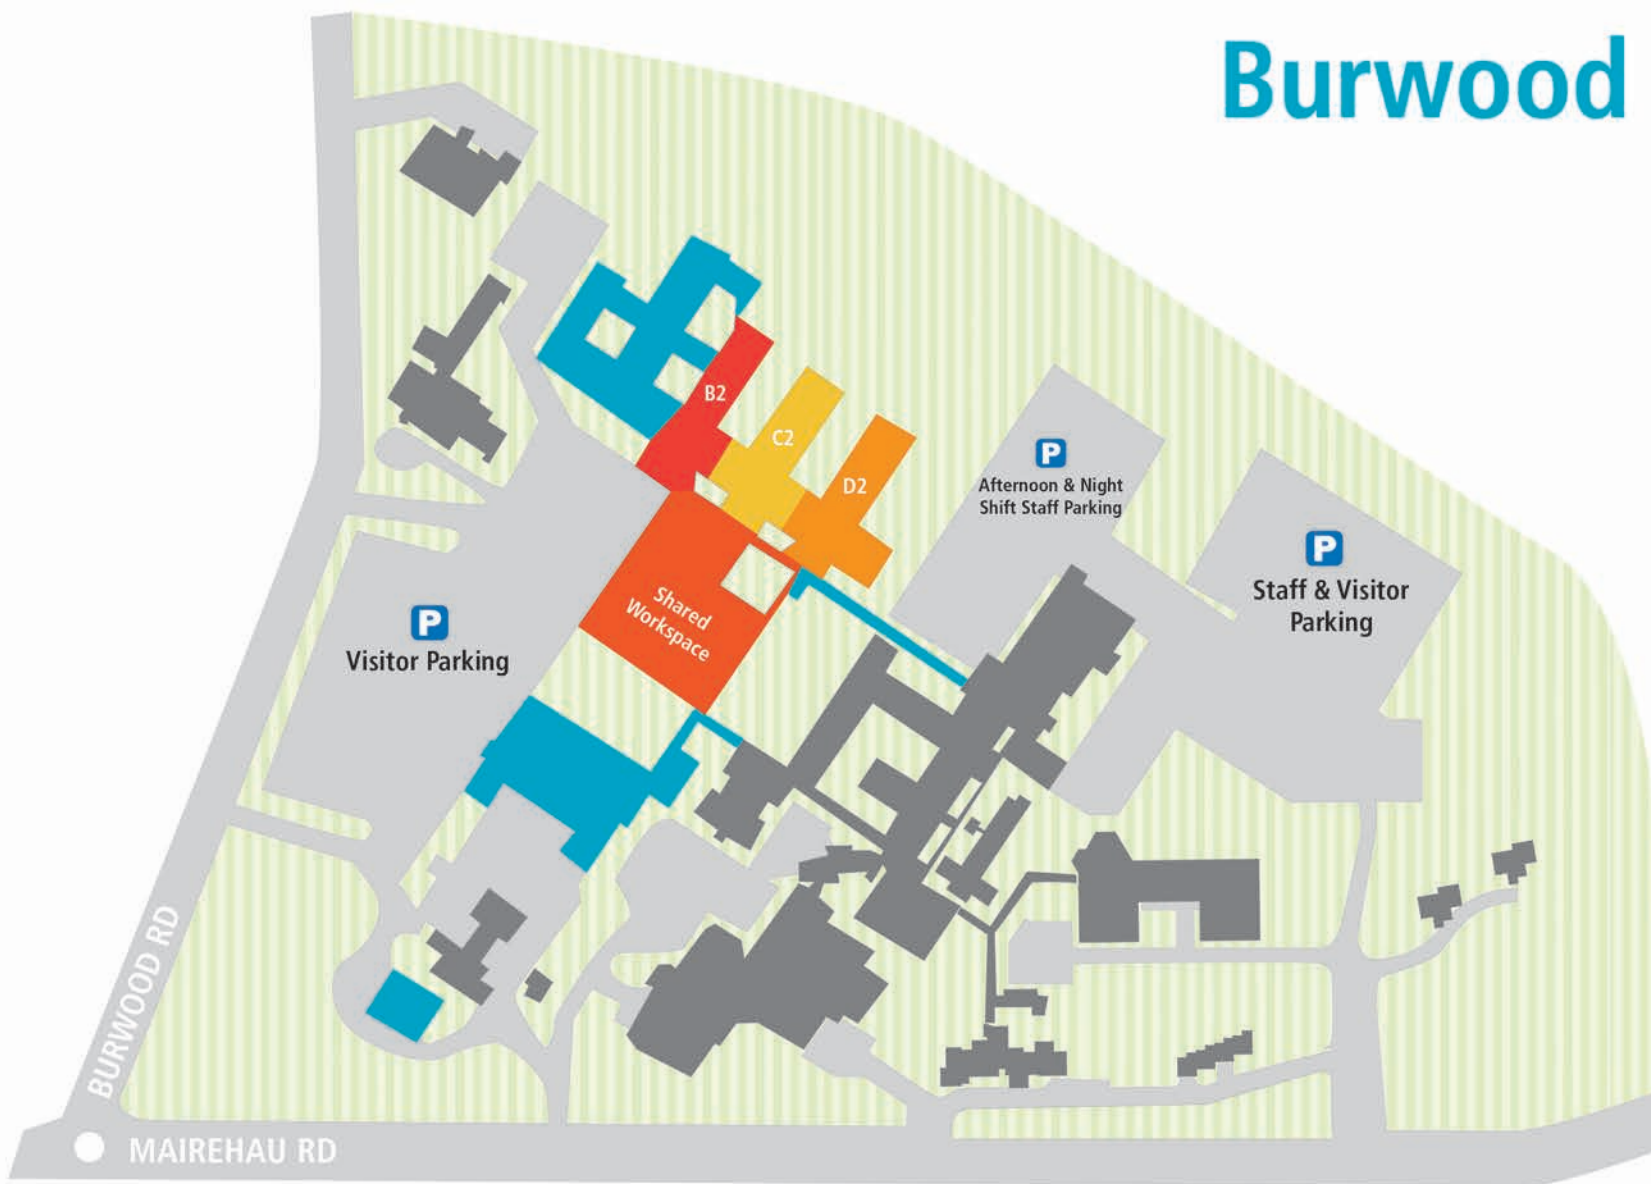 Burwood
B2
C2
D2
P
Afternoon & Night
Shift Staff Parking
P
Staff & Visitor
Parking
Shared
Workspace
P
Visitor Parking
BURWOOD RD
MAIREHAU RD